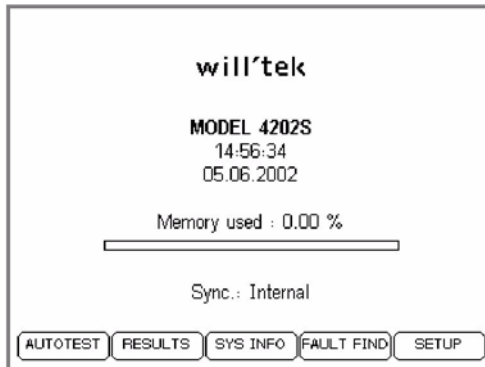 will'tek
MODEL 4202S
14:56:34
05.06.2002
Memory used : 0.00 %
Sync.: Internal
AUTOTEST RESULTS SYS INFO FAULT FIND SETUP